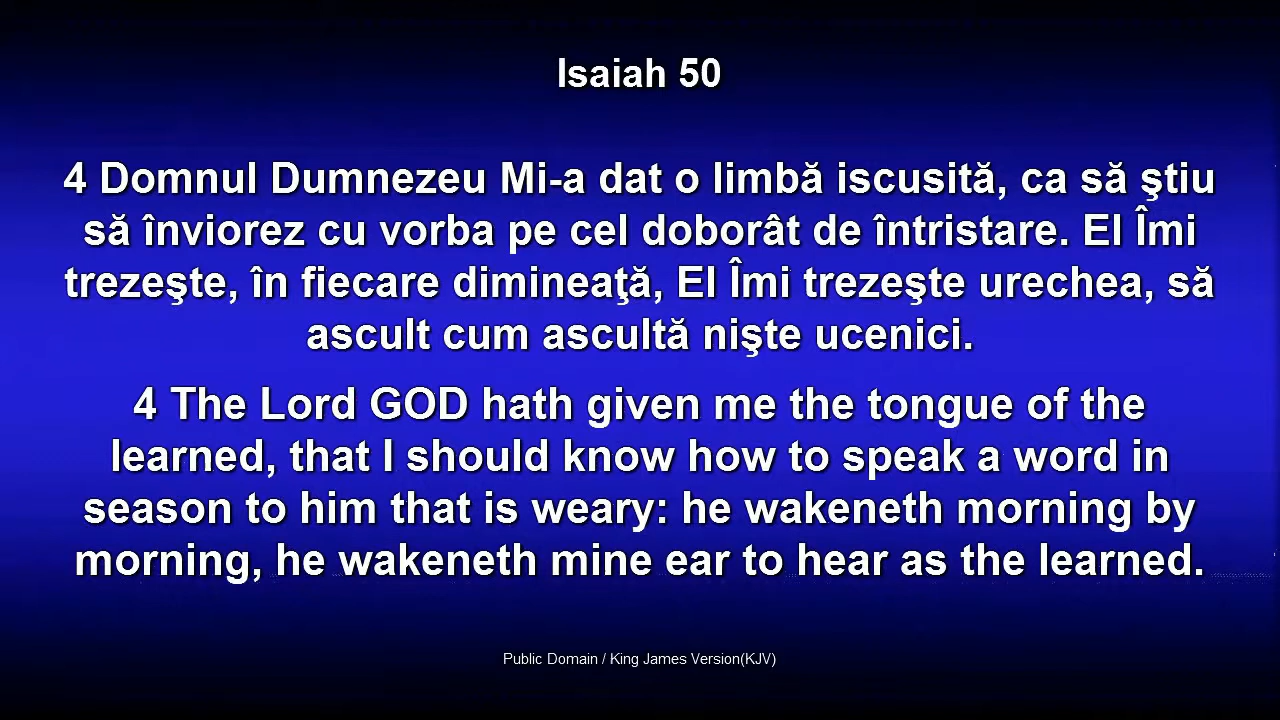 Isaiah 50
4 Domnul Dumnezeu Mi-a dat o limbă iscusită, ca să ştiu
să înviorez cu vorba pe cel doborât de întristare. El Îmi
trezeşte, în fiecare dimineaţă, El Îmi trezeşte urechea, să
ascult cum ascultă nişte ucenici.
4 The Lord GOD hath given me the tongue of the
learned, that I should know how to speak a word in
season to him that is weary: he wakeneth morning by
morning, he wakeneth mine ear to hear as the learned.
Public Domain / King James Version(KJV)